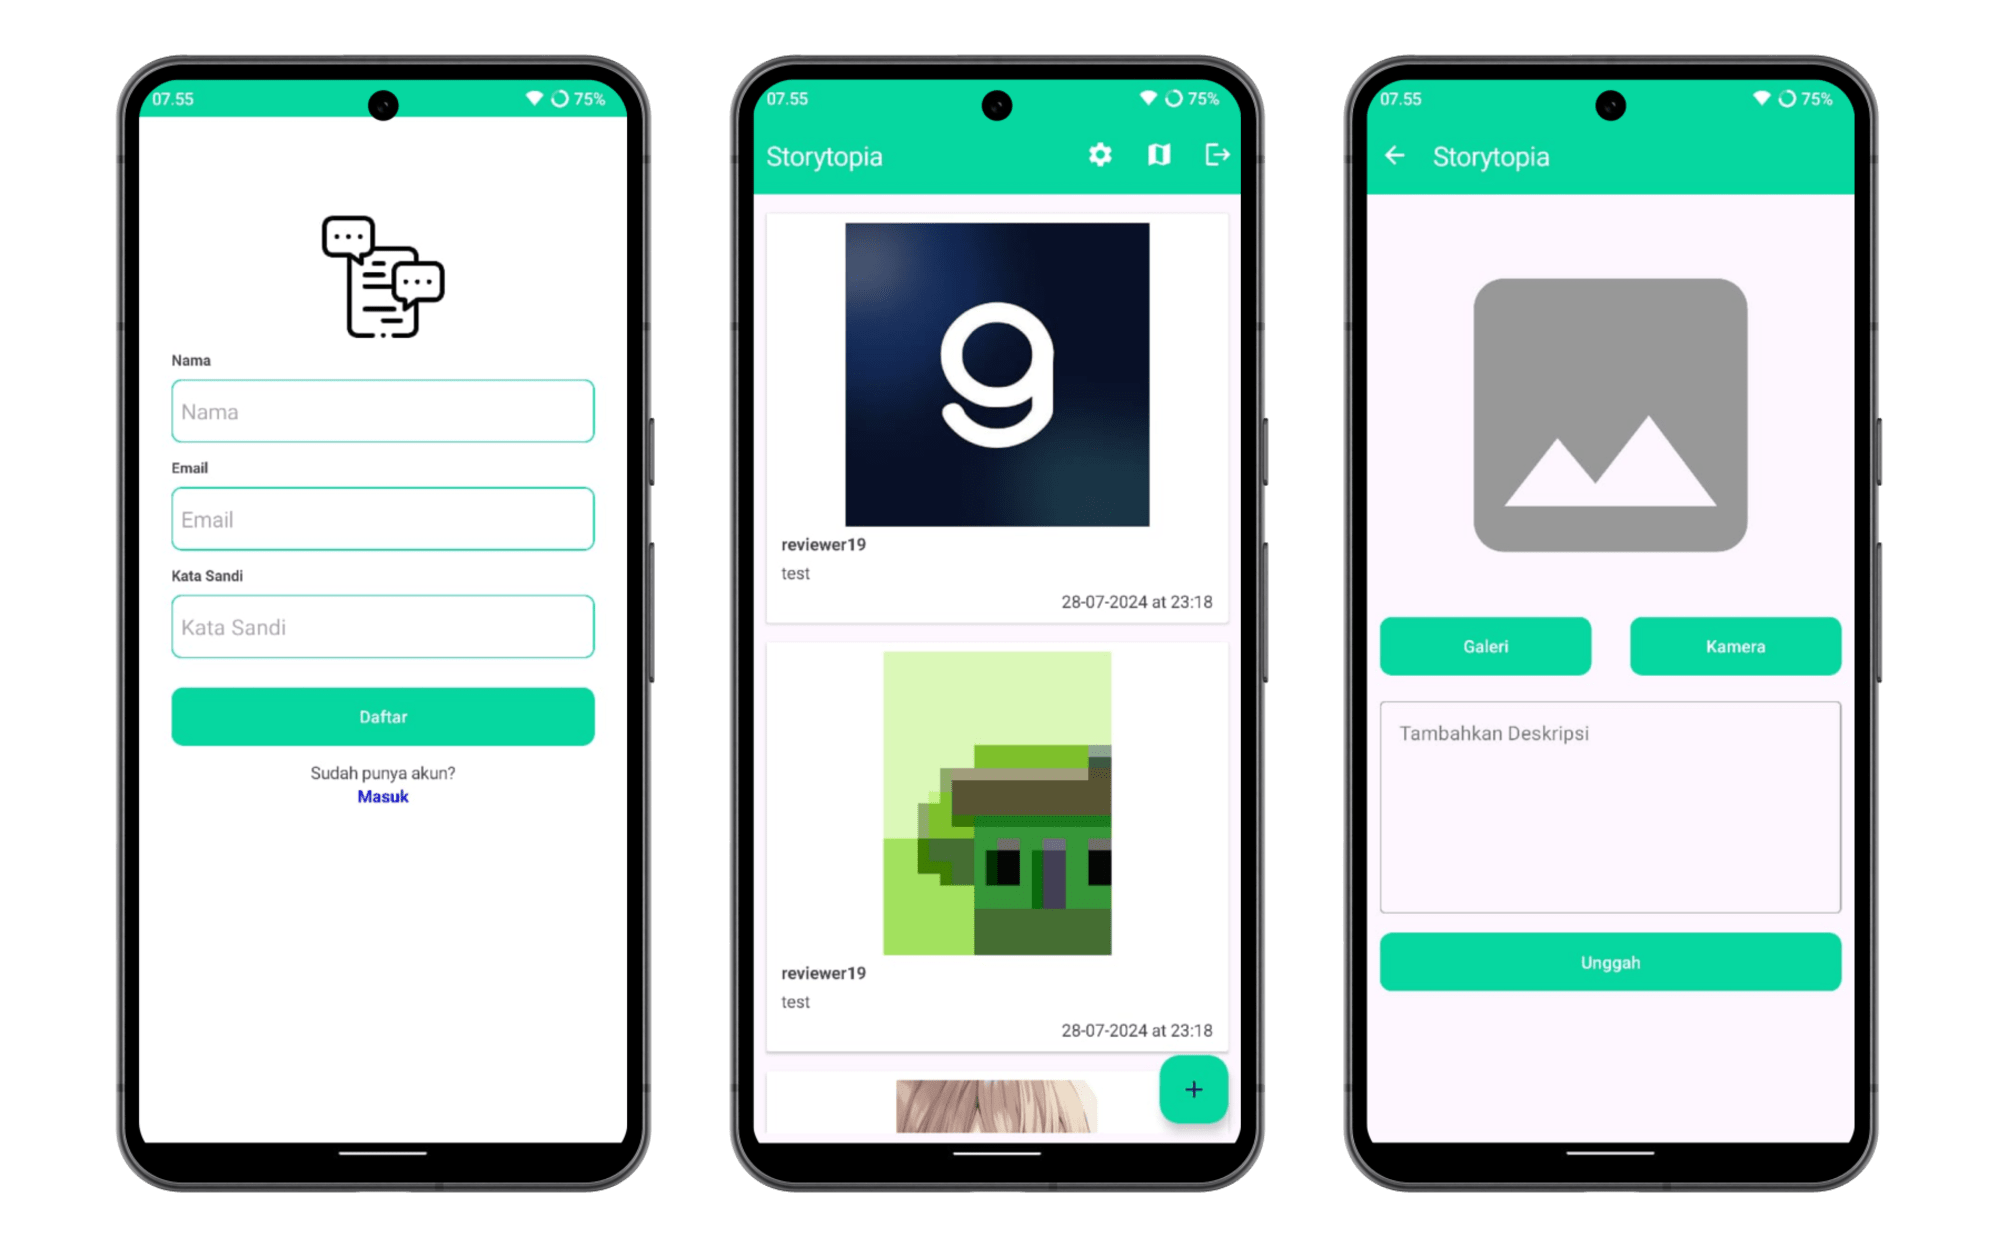 07.55
75%
Nama
Nama
Email
Email
Kata Sandi
Kata Sandi
Daftar
Sudah punya akun?
Masuk
07.55
75%
Storytopia
g
reviewer19
test
28-07-2024 at 23:18
reviewer19
test
28-07-2024 at 23:18
+
07.55
75%
Storytopia
Galeri
Kamera
Tambahkan Deskripsi
Unggah